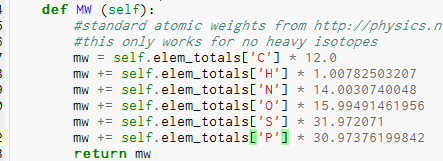 def MW (self):
#standard atomic weights from http://physics.n
#this only works for no heavy isotopes
mw = self.elem_totals['C'] * 12.0
mw += self.elem_totals['H'] * 1.00782503207
mw += self.elem_totals['N'] * 14.0030740048
mw += self.elem_totals['O'] * 15.99491461956
mw += self.elem_totals['S'] * 31.972071
mw += self.elem_totals['P'] * 30.97376199842
return mw